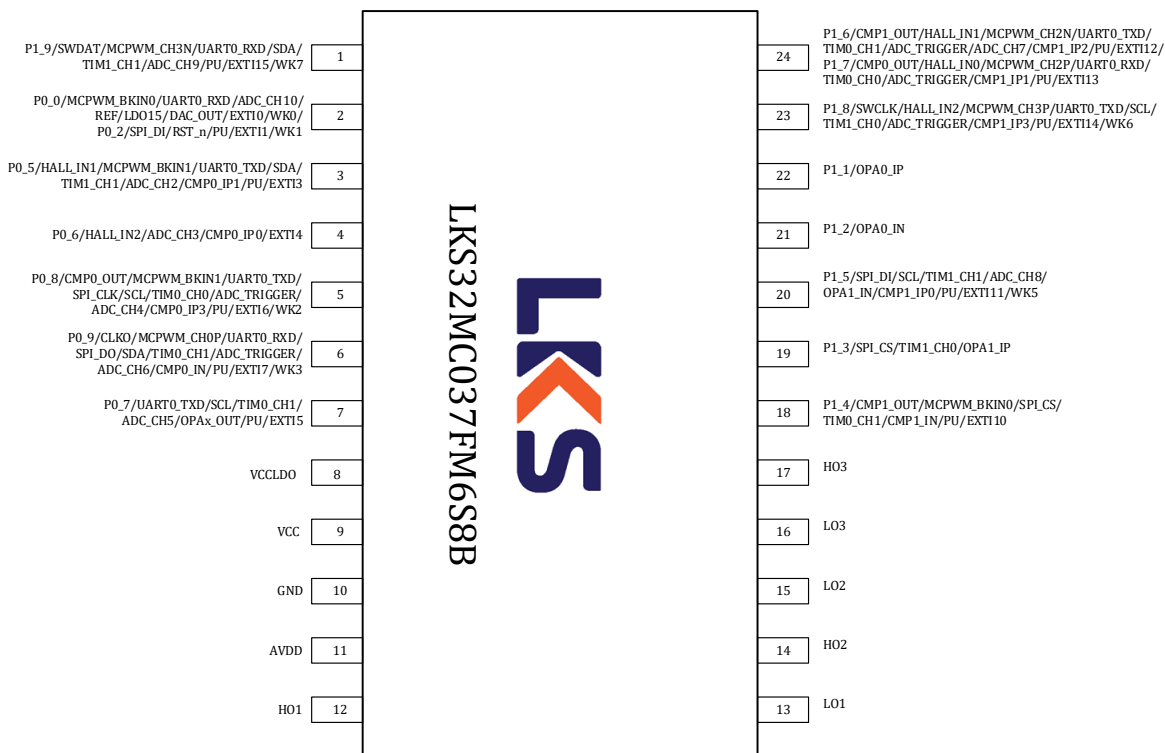 P1_9/SWDAT/MCPWM_CH3N/UART0_RXD/SDA/
TIM1_CH1/ADC_CH9/PU/EXTI15/WK7
1
P0_0/MCPWM_BKIN0/UART0_RXD/ADC_CH10/
REF/LDO15/DAC_OUT/EXTI0/WK0/
P0_2/SPI_DI/RST_n/PU/EXTI1/WK1
2
P0_5/HALL_IN1/MCPWM_BKIN1/UART0_TXD/SDA/
TIM1_CH1/ADC_CH2/CMP0_IP1/PU/EXTI3
3
P0_6/HALL_IN2/ADC_CH3/CMP0_IP0/EXTI4
4
P0_8/CMP0_OUT/MCPWM_BKIN1/UART0_TXD/
SPI_CLK/SCL/TIM0_CH0/ADC_TRIGGER/
ADC_CH4/CMP0_IP3/PU/EXTI6/WK2
5
P0_9/CLKO/MCPWM_CH0P/UART0_RXD/
SPI_DO/SDA/TIM0_CH1/ADC_TRIGGER/
ADC_CH6/CMP0_IN/PU/EXTI7/WK3
6
P0_7/UART0_TXD/SCL/TIM0_CH1/
ADC_CH5/OPAx_OUT/PU/EXTI5
7
VCCLDO
8
VCC
9
GND
10
AVDD
11
HO1
12
LKS32MC037FM6S8B
LKS
24
P1_6/CMP1_OUT/HALL_IN1/MCPWM_CH2N/UART0_TXD/
TIM0_CH1/ADC_TRIGGER/ADC_CH7/CMP1_IP2/PU/EXTI12/
P1_7/CMP0_OUT/HALL_IN0/MCPWM_CH2P/UART0_RXD/
TIM0_CH0/ADC_TRIGGER/CMP1_IP1/PU/EXTI13
23
P1_8/SWCLK/HALL_IN2/MCPWM_CH3P/UART0_TXD/SCL/
TIM1_CH0/ADC_TRIGGER/CMP1_IP3/PU/EXTI14/WK6
22
P1_1/OPA0_IP
21
P1_2/OPA0_IN
20
P1_5/SPI_DI/SCL/TIM1_CH1/ADC_CH8/
OPA1_IN/CMP1_IP0/PU/EXTI11/WK5
19
P1_3/SPI_CS/TIM1_CH0/OPA1_IP
18
P1_4/CMP1_OUT/MCPWM_BKIN0/SPI_CS/
TIM0_CH1/CMP1_IN/PU/EXTI10
17
HO3
16
LO3
15
LO2
14
HO2
13
LO1